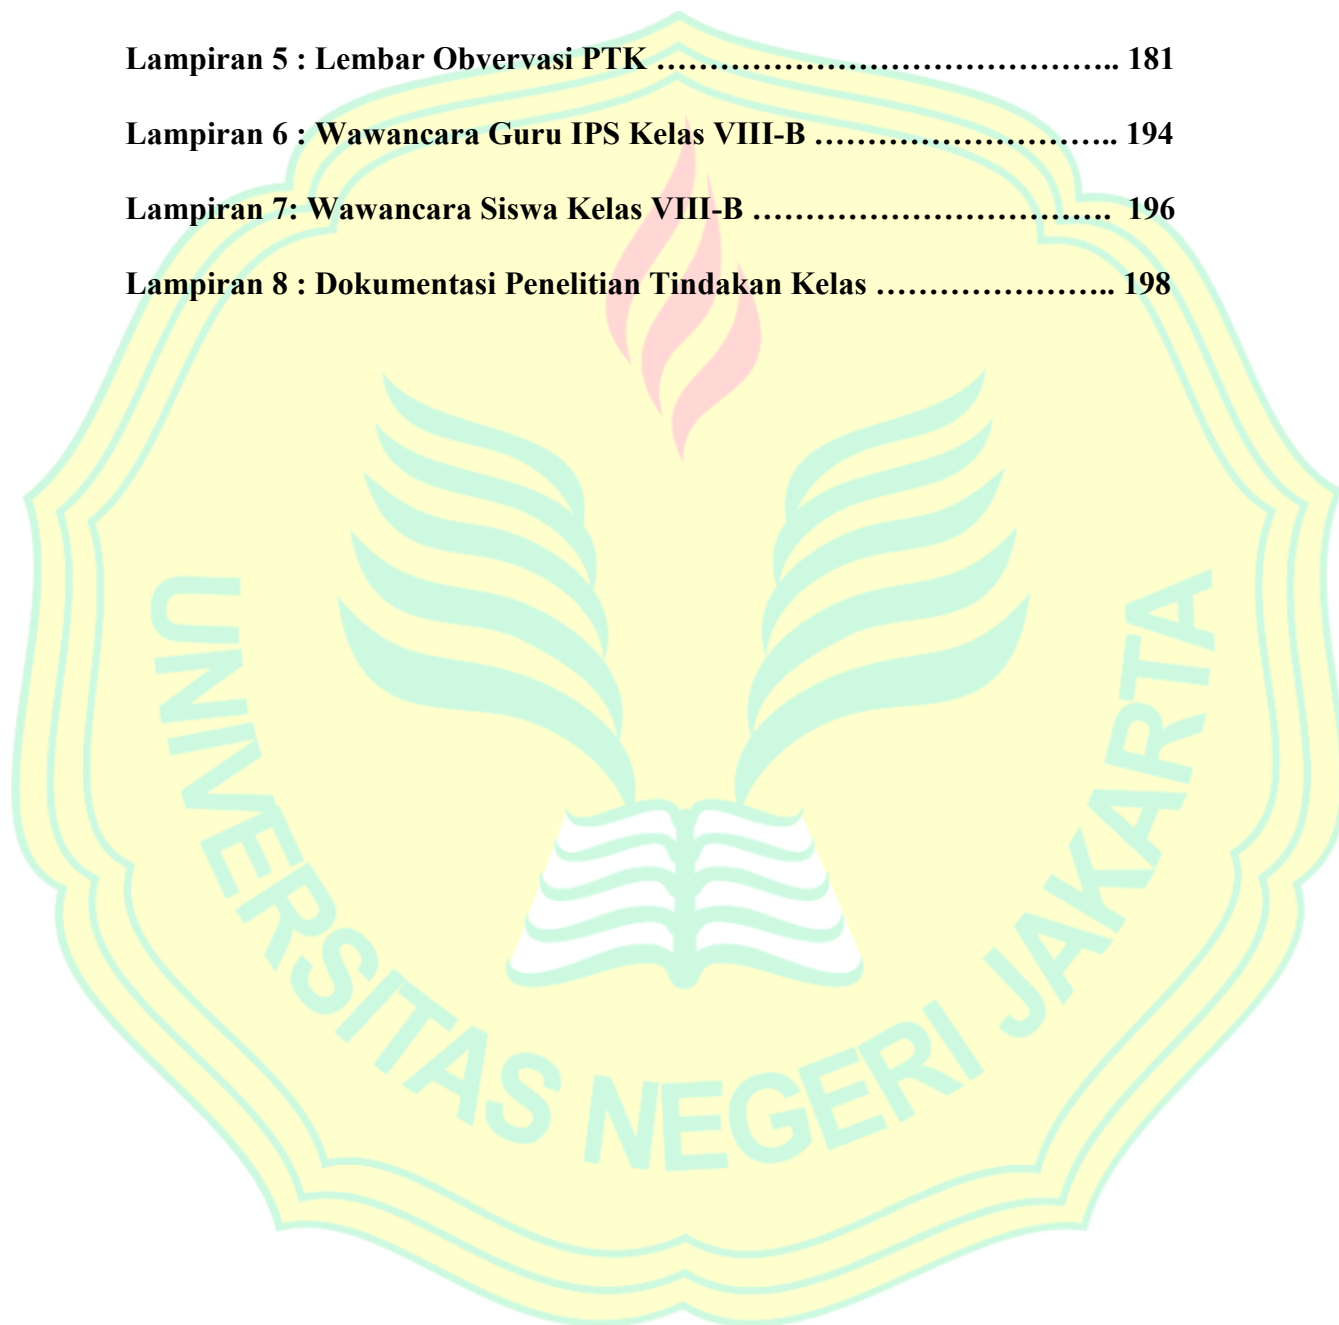 Lampiran 5 : Lembar Obvervasi PTK …………………………………….. 181
Lampiran 6 : Wawancara Guru IPS Kelas VIII-B ……………………….. 194
Lampiran 7: Wawancara Siswa Kelas VIII-B …………………………….  196
Lampiran 8 : Dokumentasi Penelitian Tindakan Kelas ………………….. 198
UNIVERSITAS NEGERI JAKARTA